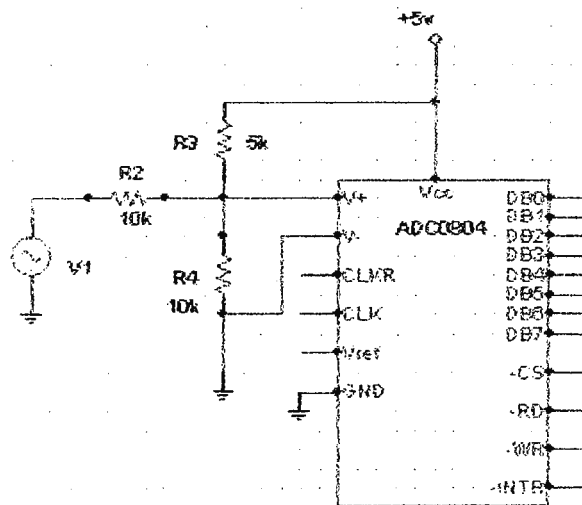 +5v
R3 5k
R2
10k
V1
R4
10k
Vcc
ADC0804
V+
V-
CLKR
CLK
Vref
GND
DB0
DB1
DB2
DB3
DB4
DB5
DB6
DB7
-CS
-RD
-WR
-INTR